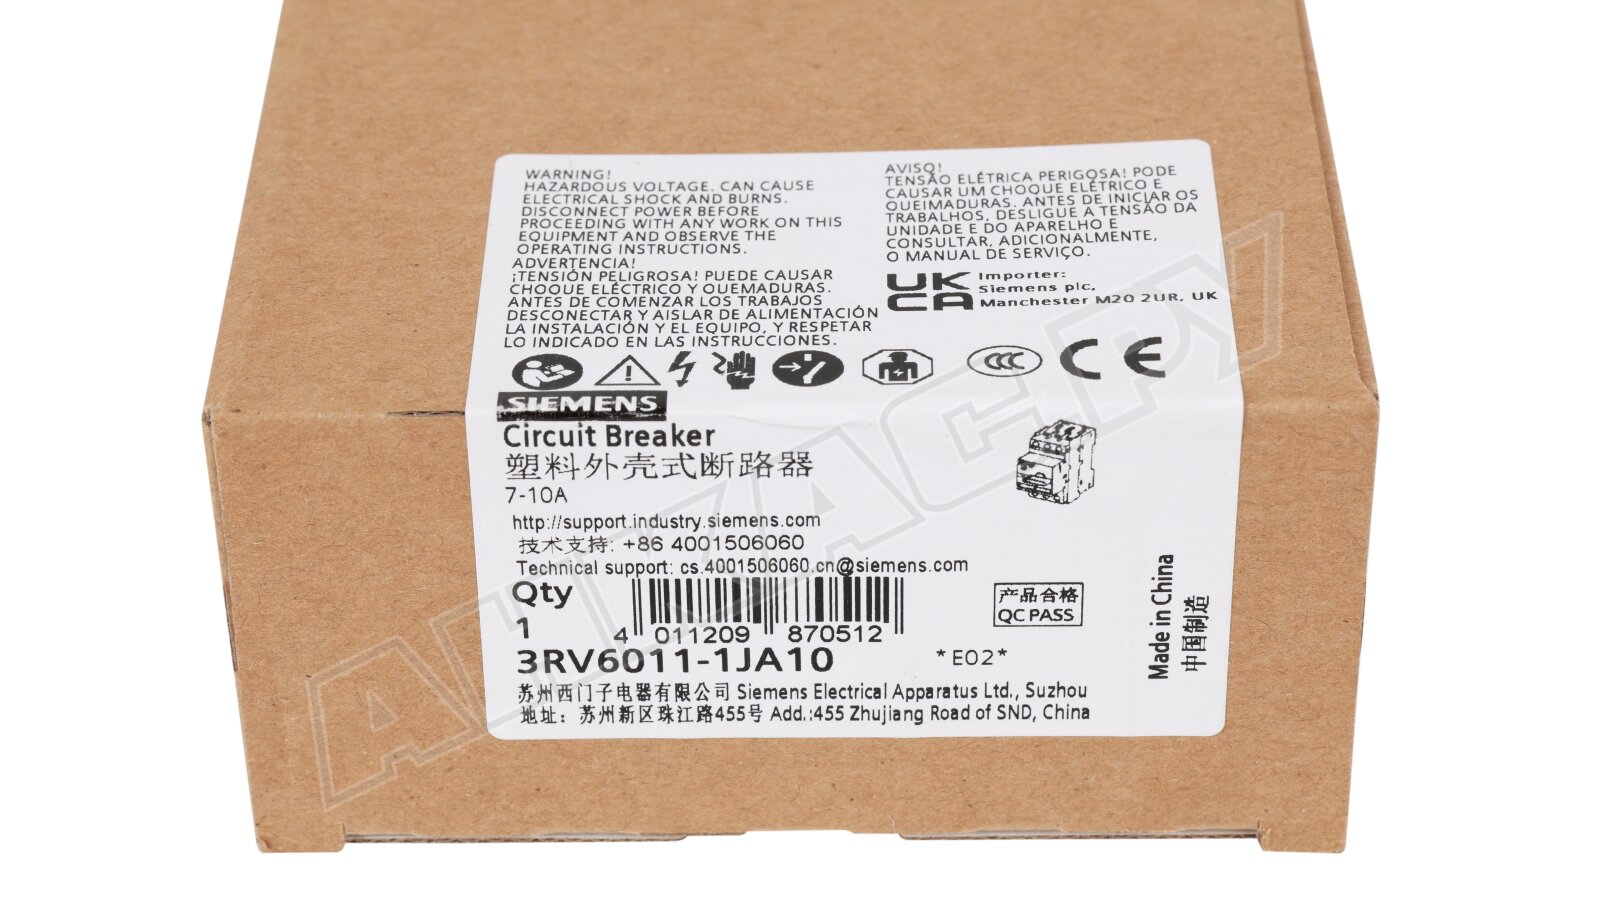 WARNING!
HAZARDOUS VOLTAGE. CAN CAUSE
ELECTRICAL SHOCK AND BURNS.
DISCONNECT POWER BEFORE
PROCEEDING WITH ANY WORK ON THIS
EQUIPMENT AND OBSERVE THE
OPERATING INSTRUCTIONS.
ADVERTENCIA!
¡TENSIÓN PELIGROSA! PUEDE CAUSAR
CHOQUE ELÉCTRICO Y QUEMADURAS.
ANTES DE COMENZAR LOS TRABAJOS
DESCONECTAR Y AISLAR DE ALIMENTACIÓN
LA INSTALACIÓN Y EL EQUIPO, Y RESPETAR
LO INDICADO EN LAS INSTRUCCIONES.
AVISO!
TENSÃO ELÉTRICA PERIGOSA! PODE
CAUSAR UM CHOQUE ELÉTRICO E
QUEIMADURAS. ANTES DE INICIAR OS
TRABALHOS, DESLIGUE A TENSÃO DA
UNIDADE E DO APARELHO E
CONSULTAR, ADICIONALMENTE,
O MANUAL DE SERVIÇO.
UK
CA
Importer:
Siemens plc,
Manchester M20 2UR, UK
CCC
CE
SIEMENS
Circuit Breaker
塑料外壳式断路器
7-10A
http://support.industry.siemens.com
技术支持: +86 4001506060
Technical support: cs.4001506060.cn@siemens.com
Qty
1
4 011209 870512
产品合格
QC PASS
3RV6011-1JA10
*E02*
苏州西门子电器有限公司 Siemens Electrical Apparatus Ltd., Suzhou
地址: 苏州新区珠江路455号 Add.:455 Zhujiang Road of SND, China
Made in China
中国制造
ALLZACPY